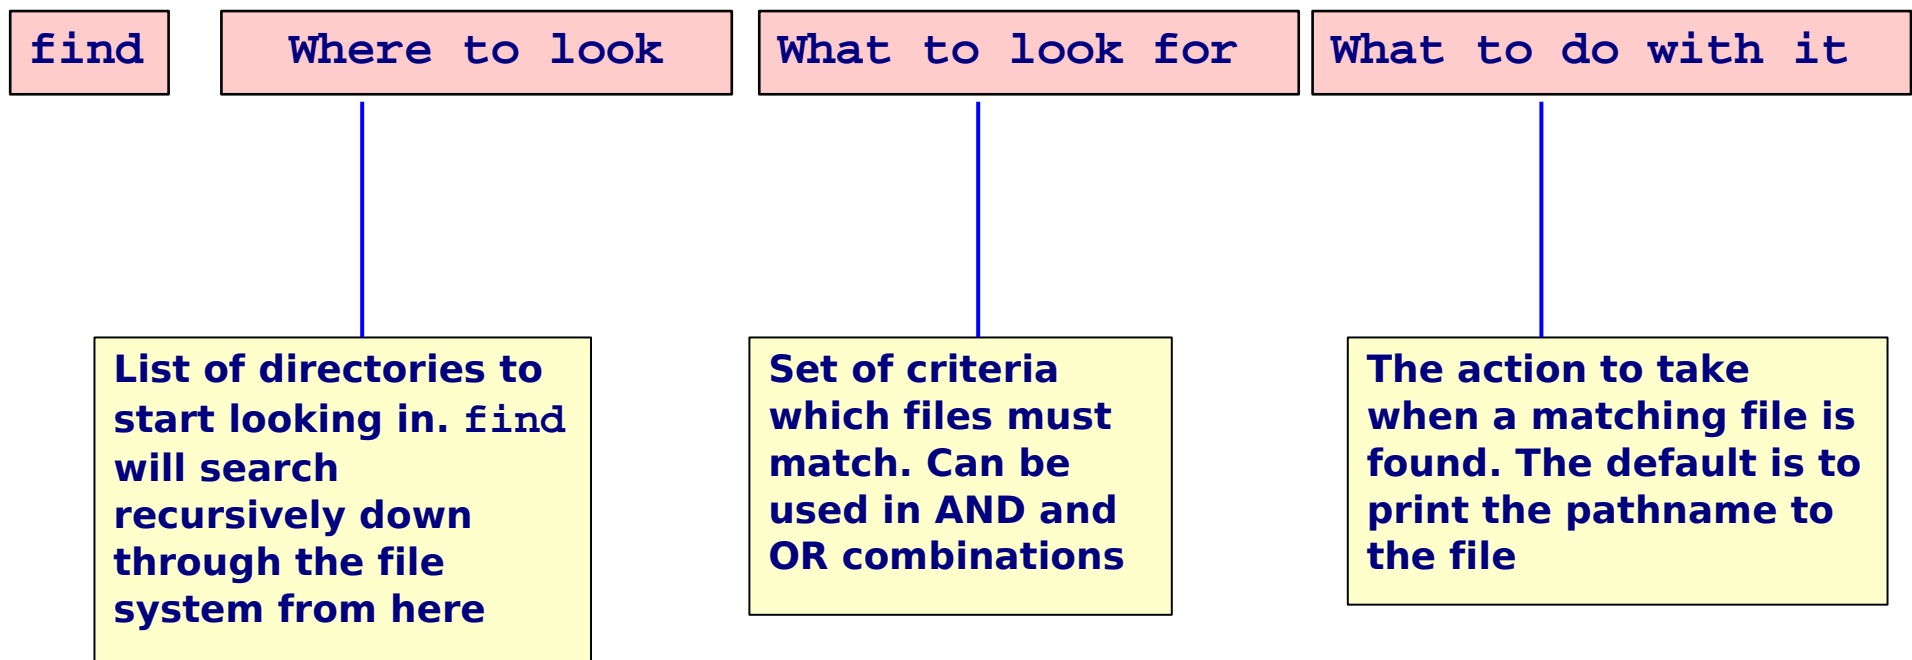 find
Where to look
What to look for
What to do with it
List of directories to
start looking in. find
will search
recursively down
through the file
system from here
Set of criteria
which files must
match. Can be
used in AND and
OR combinations
The action to take
when a matching file is
found. The default is to
print the pathname to
the file